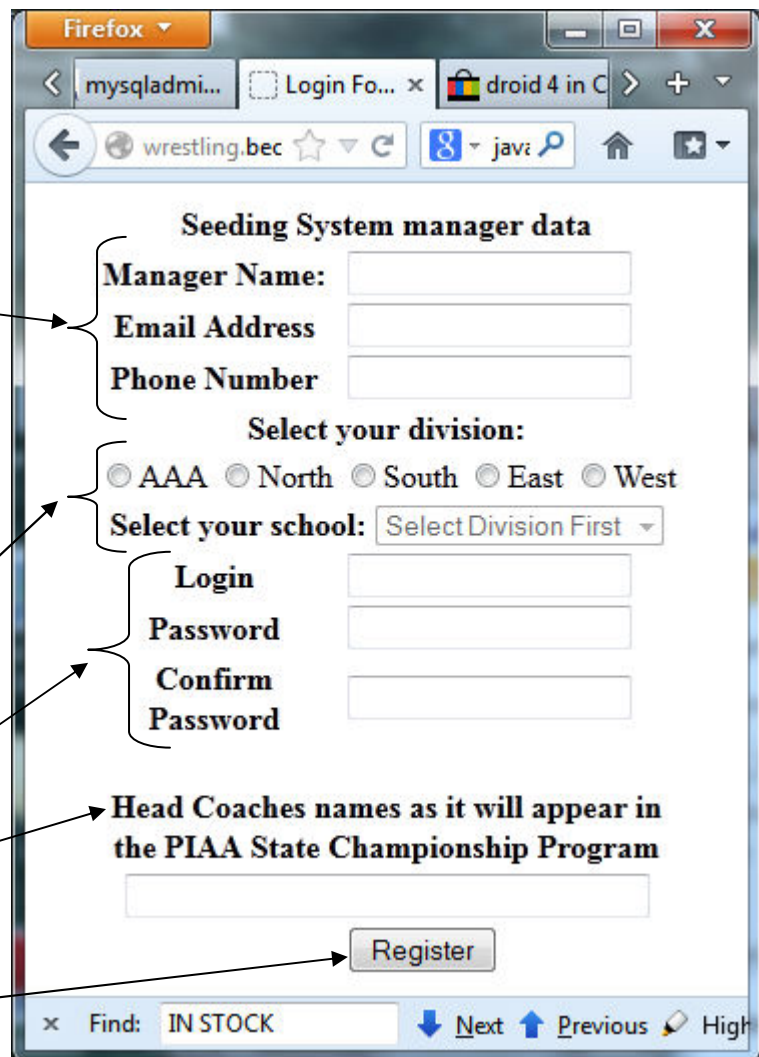 Firefox
mysqladmi... Login Fo... × droid 4 in C
wrestling.bec java
Seeding System manager data
Manager Name:
Email Address
Phone Number
Select your division:
AAA North South East West
Select your school: Select Division First
Login
Password
Confirm
Password
Head Coaches names as it will appear in
the PIAA State Championship Program
Register
× Find: IN STOCK Next Previous High